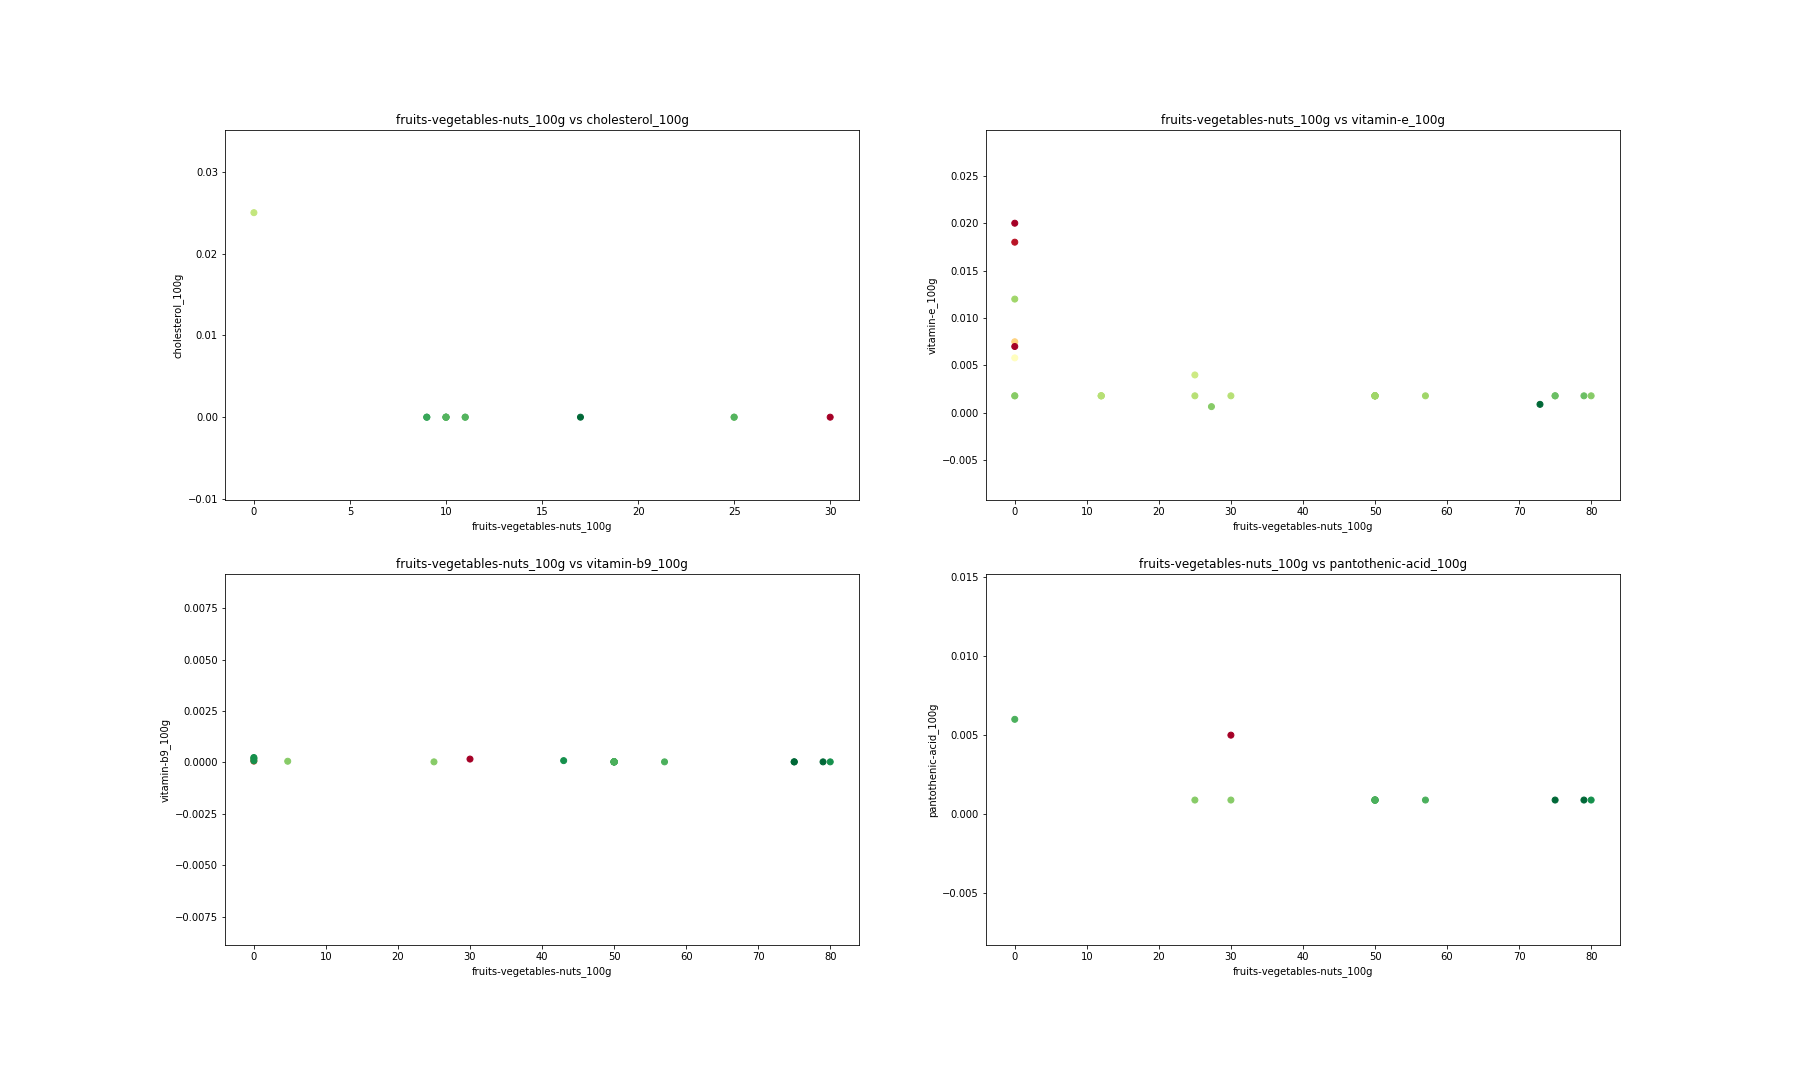 fruits-vegetables-nuts_100g vs cholesterol_100g
0.03
0.02
0.01
0.00
−0.01
cholesterol_100g
0 5 10 15 20 25 30
fruits-vegetables-nuts_100g
fruits-vegetables-nuts_100g vs vitamin-e_100g
0.025
0.020
0.015
0.010
0.005
0.000
−0.005
vitamin-e_100g
0 10 20 30 40 50 60 70 80
fruits-vegetables-nuts_100g
fruits-vegetables-nuts_100g vs vitamin-b9_100g
0.0075
0.0050
0.0025
0.0000
−0.0025
−0.0050
−0.0075
vitamin-b9_100g
0 10 20 30 40 50 60 70 80
fruits-vegetables-nuts_100g
fruits-vegetables-nuts_100g vs pantothenic-acid_100g
0.015
0.010
0.005
0.000
−0.005
pantothenic-acid_100g
0 10 20 30 40 50 60 70 80
fruits-vegetables-nuts_100g